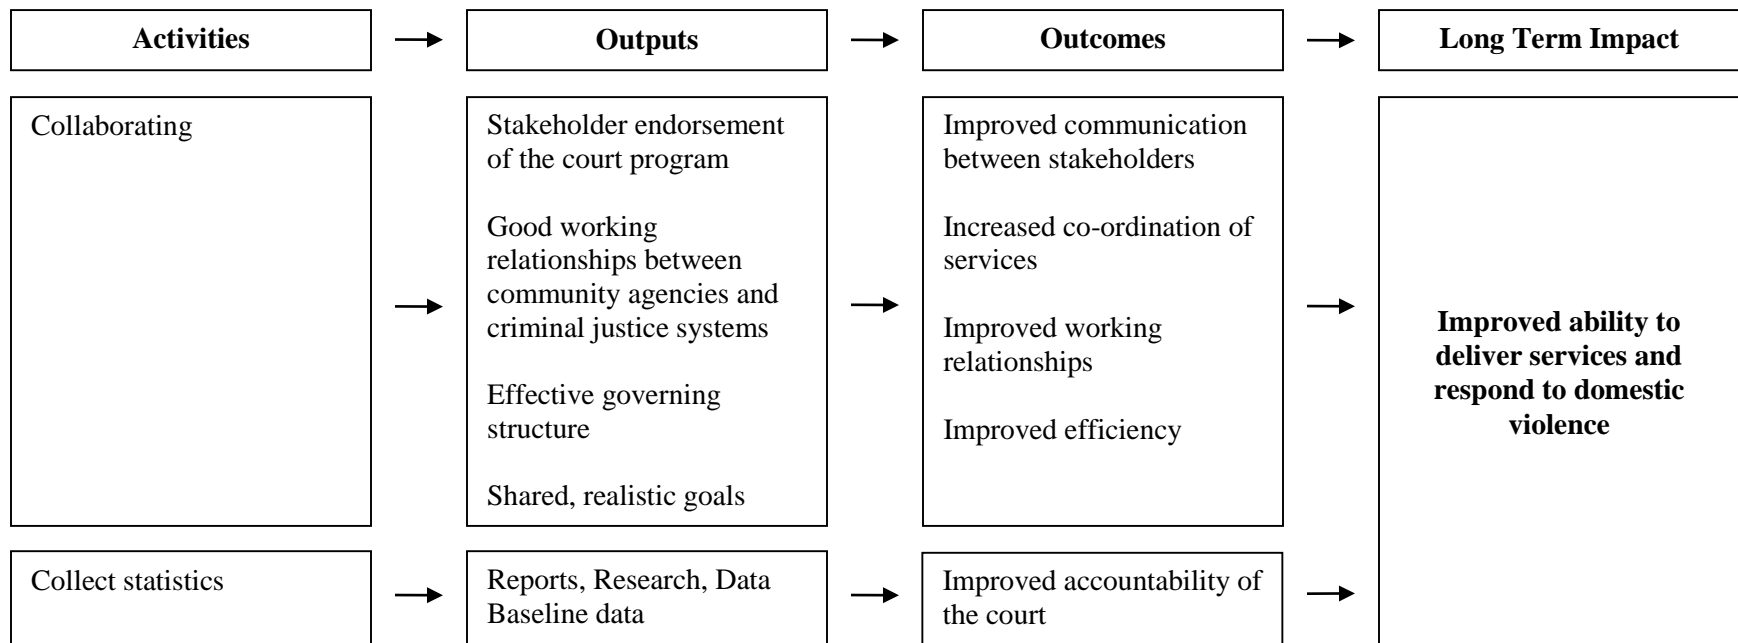 Activities
Outputs
Outcomes
Long Term Impact
Collaborating
Stakeholder endorsement
of the court program
Good working
relationships between
community agencies and
criminal justice systems
Effective governing
structure
Shared, realistic goals
Improved communication
between stakeholders
Increased co-ordination of
services
Improved working
relationships
Improved efficiency
Improved ability to
deliver services and
respond to domestic
violence
Collect statistics
Reports, Research, Data
Baseline data
Improved accountability of
the court